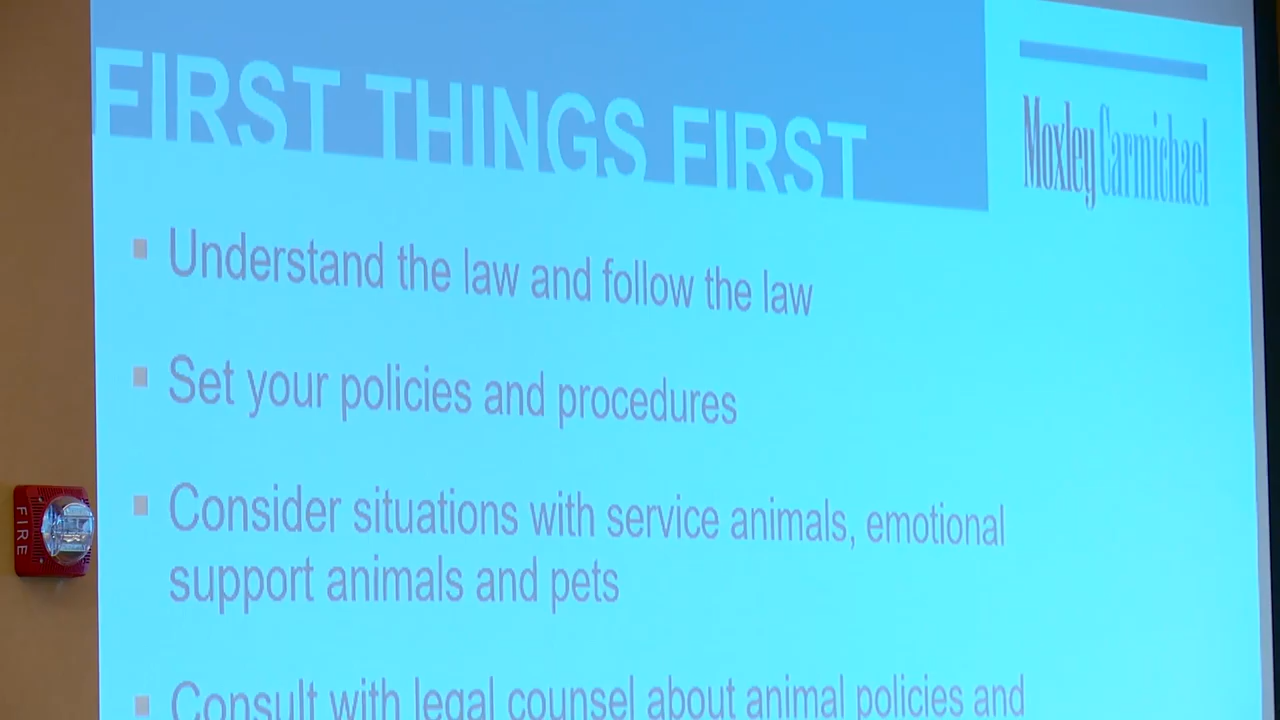 FIRST THINGS FIRST
Moxley Carmichael
Understand the law and follow the law
Set your policies and procedures
Consider situations with service animals, emotional
support animals and pets
Consult with legal counsel about animal policies and
FIRE